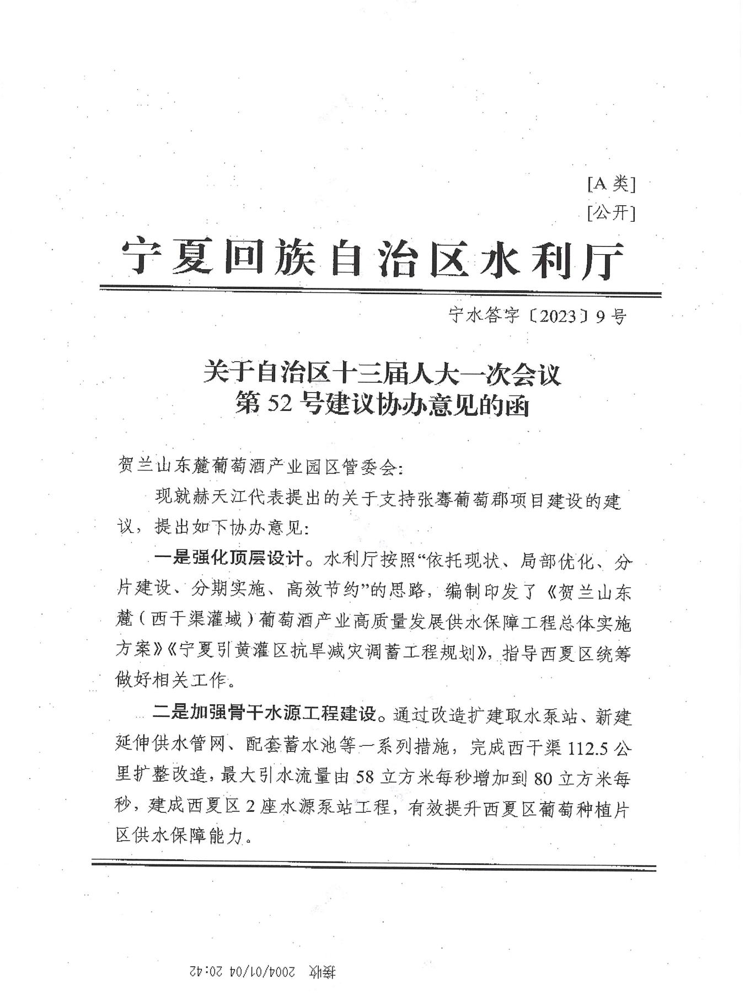 [A 类]
[公开]
宁夏回族自治区水利厅
宁水答字〔2023〕9 号
关于自治区十三届人大一次会议
第 52 号建议协办意见的函
贺兰山东麓葡萄酒产业园区管委会:
现就赫天江代表提出的关于支持张骞葡萄郡项目建设的建
议，提出如下协办意见:
一是强化顶层设计。水利厅按照“依托现状、局部优化、分
片建设、分期实施、高效节约”的思路，编制印发了《贺兰山东
麓(西干渠灌域)葡萄酒产业高质量发展供水保障工程总体实施
方案》《宁夏引黄灌区抗旱减灾调蓄工程规划》，指导西夏区统筹
做好相关工作。
二是加强骨干水源工程建设。通过改造扩建取水泵站、新建
延伸供水管网、配套蓄水池等一系列措施，完成西干渠 112.5 公
里扩整改造，最大引水流量由 58 立方米每秒增加到 80 立方米每
秒，建成西夏区 2 座水源泵站工程，有效提升西夏区葡萄种植片
区供水保障能力。
接收 2004/01/04 20:42